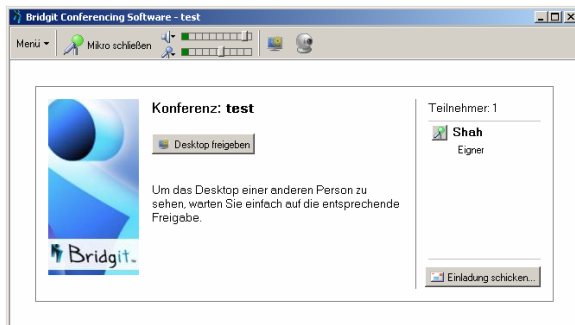 Bridgit Conferencing Software - test
Menü Mikro schließen
Konferenz: test
Desktop freigeben
Um das Desktop einer anderen Person zu
sehen, warten Sie einfach auf die entsprechende
Freigabe.
Bridgit
Teilnehmer: 1
Shah
Eigner
Einladung schicken...